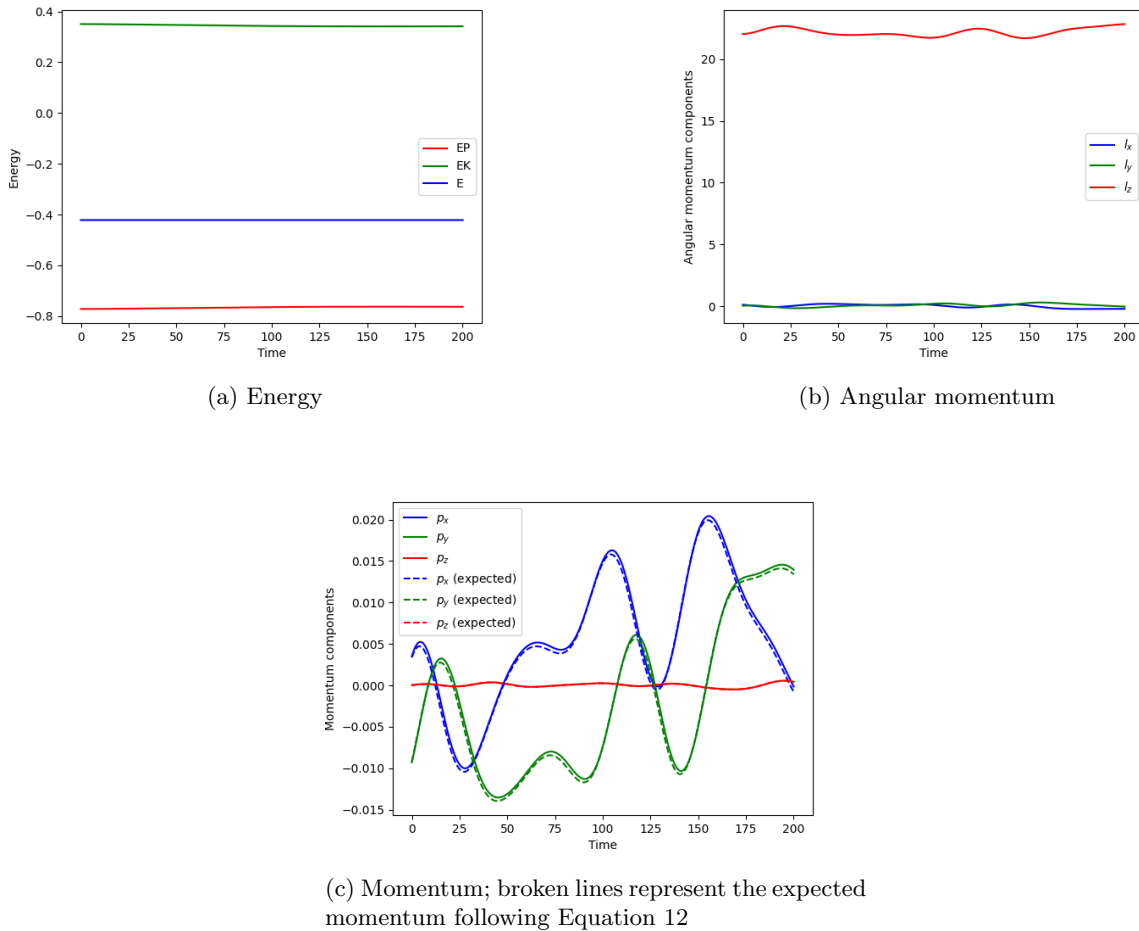 0.4
0.2
0.0
−0.2
−0.4
−0.6
−0.8
Energy
EP
EK
E
0 25 50 75 100 125 150 175 200
Time
(a) Energy
20
15
10
5
0
Angular momentum components
l_x
l_y
l_z
0 25 50 75 100 125 150 175 200
Time
(b) Angular momentum
0.020
0.015
0.010
0.005
0.000
−0.005
−0.010
−0.015
Momentum components
p_x
p_y
p_z
p_x (expected)
p_y (expected)
p_z (expected)
0 25 50 75 100 125 150 175 200
Time
(c) Momentum; broken lines represent the expected
momentum following Equation 12